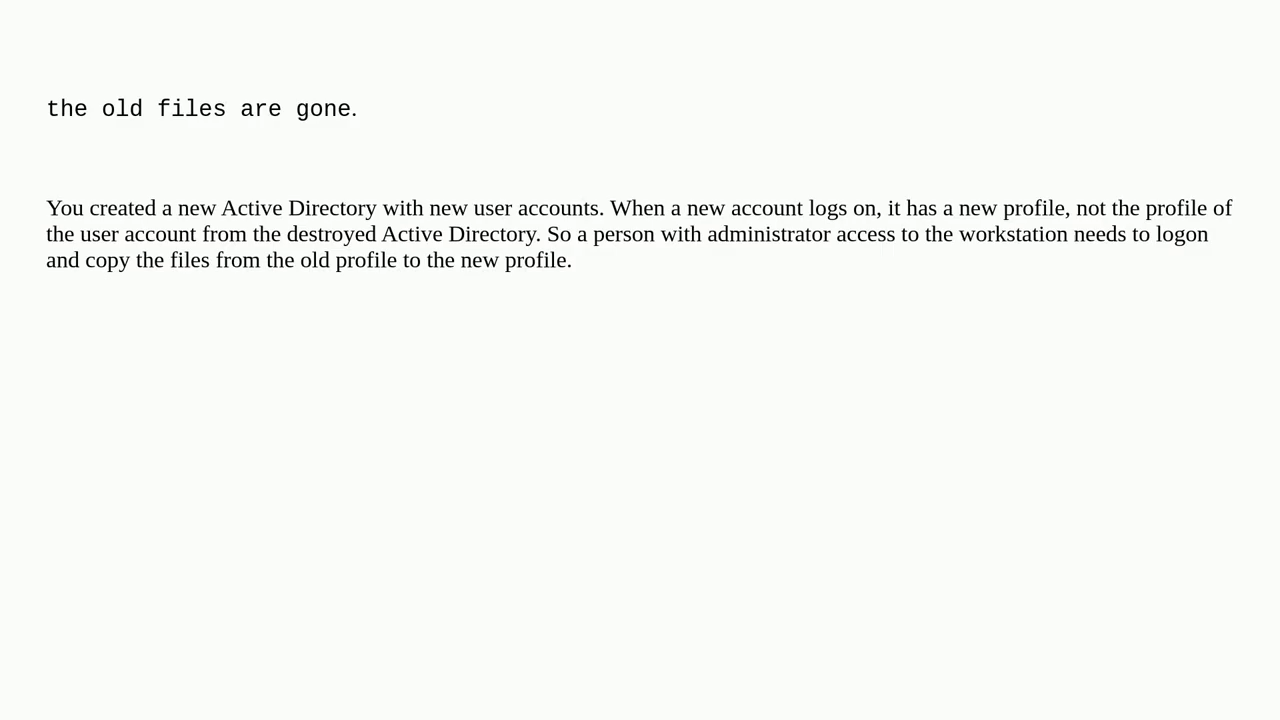 the old files are gone.
You created a new Active Directory with new user accounts. When a new account logs on, it has a new profile, not the profile of
the user account from the destroyed Active Directory. So a person with administrator access to the workstation needs to logon
and copy the files from the old profile to the new profile.